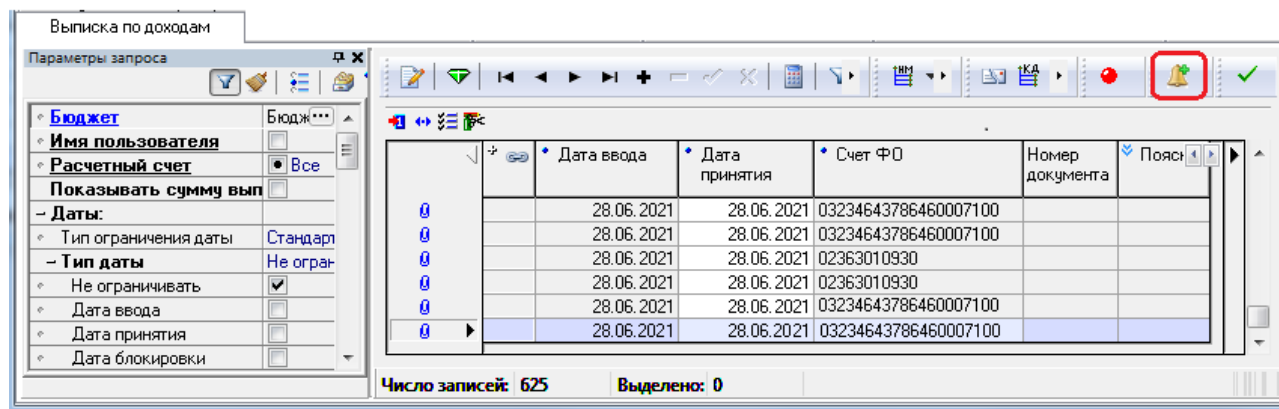 Выписка по доходам
Параметры запроса
Бюджет Бюдж
Имя пользователя
Расчетный счет Все
Показывать сумму вып
Даты:
Тип ограничения даты Стандарт
Тип даты Не огран
Не ограничивать
Дата ввода
Дата принятия
Дата блокировки
НМ КД
Дата ввода Дата принятия Счет ФО Номер документа Поясн
28.06.2021 28.06.2021 03234643786460007100
28.06.2021 28.06.2021 03234643786460007100
28.06.2021 28.06.2021 02363010930
28.06.2021 28.06.2021 02363010930
28.06.2021 28.06.2021 03234643786460007100
28.06.2021 28.06.2021 03234643786460007100
Число записей: 625 Выделено: 0